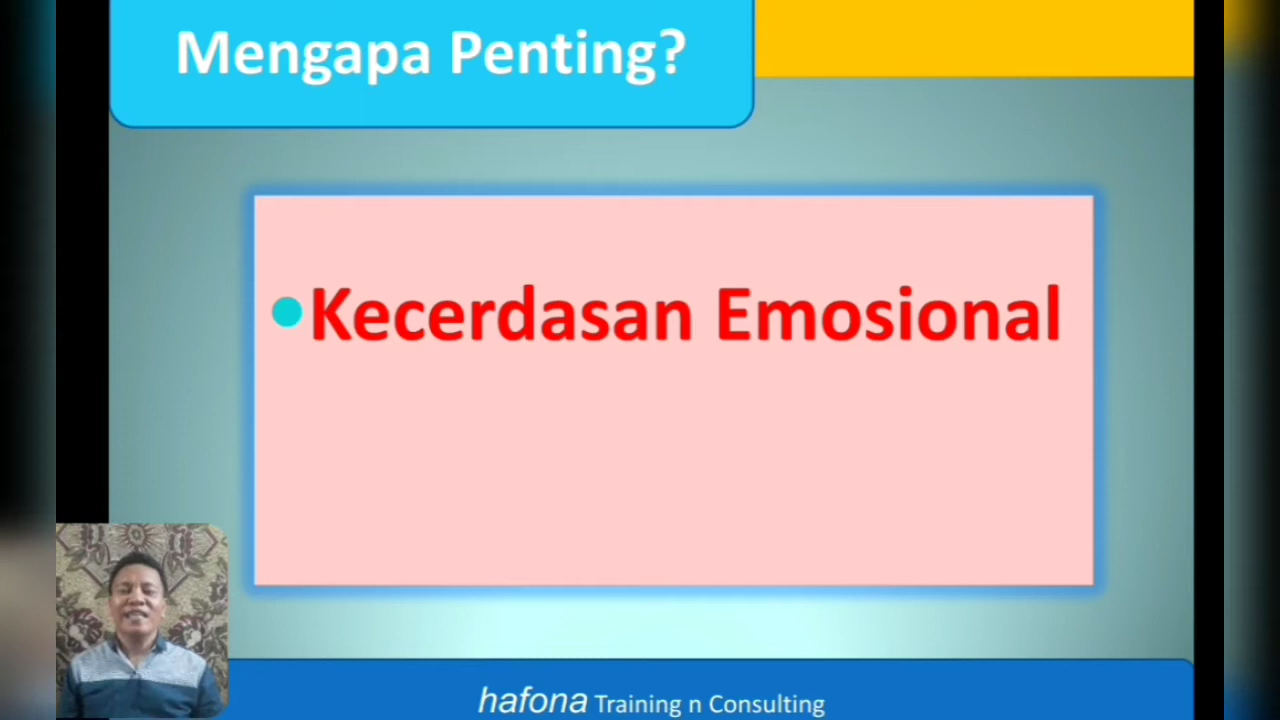 Mengapa Penting?
Kecerdasan Emosional
hafona Training n Consulting